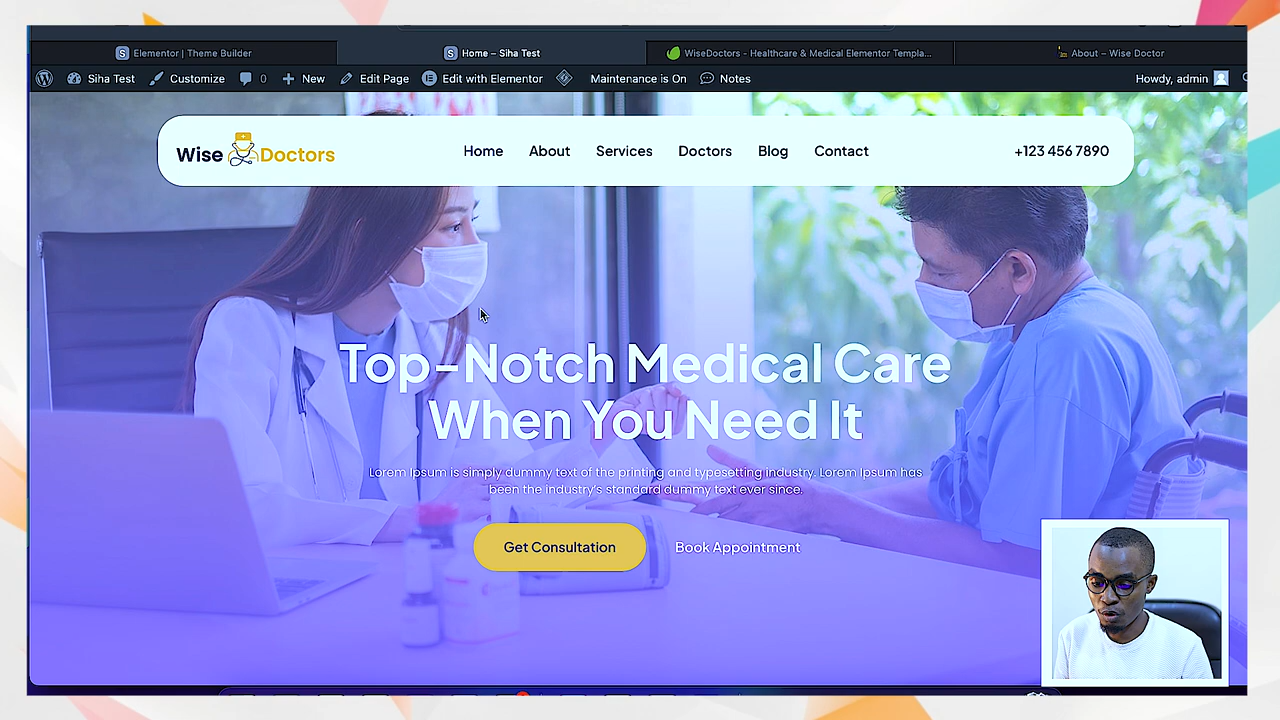 Elementor | Theme Builder
Home – Siha Test
WiseDoctors - Healthcare & Medical Elementor Templa...
About – Wise Doctor
Siha Test
Customize
0
New
Edit Page
Edit with Elementor
Maintenance is On
Notes
Howdy, admin
Wise Doctors
Home
About
Services
Doctors
Blog
Contact
+123 456 7890
Top-Notch Medical Care
When You Need It
Lorem Ipsum is simply dummy text of the printing and typesetting industry. Lorem Ipsum has
been the industry's standard dummy text ever since.
Get Consultation
Book Appointment